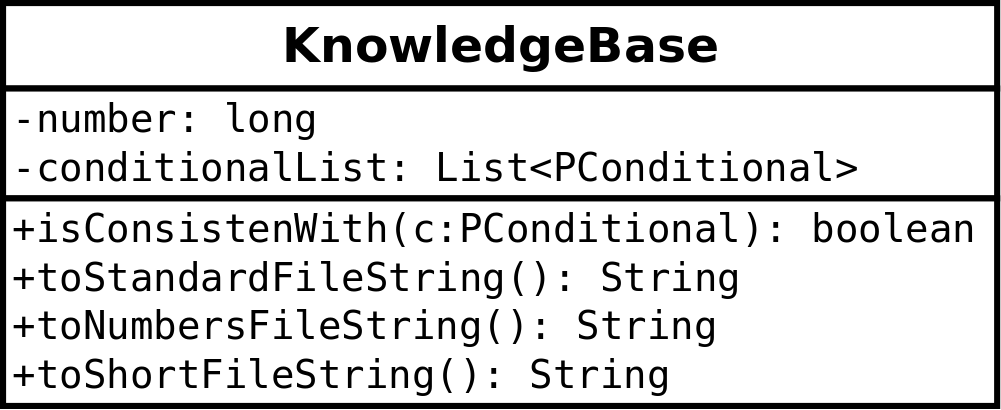 KnowledgeBase
-number: long
-conditionalList: List<PConditional>
+isConsistenWith(c:PConditional): boolean
+toStandardFileString(): String
+toNumbersFileString(): String
+toShortFileString(): String